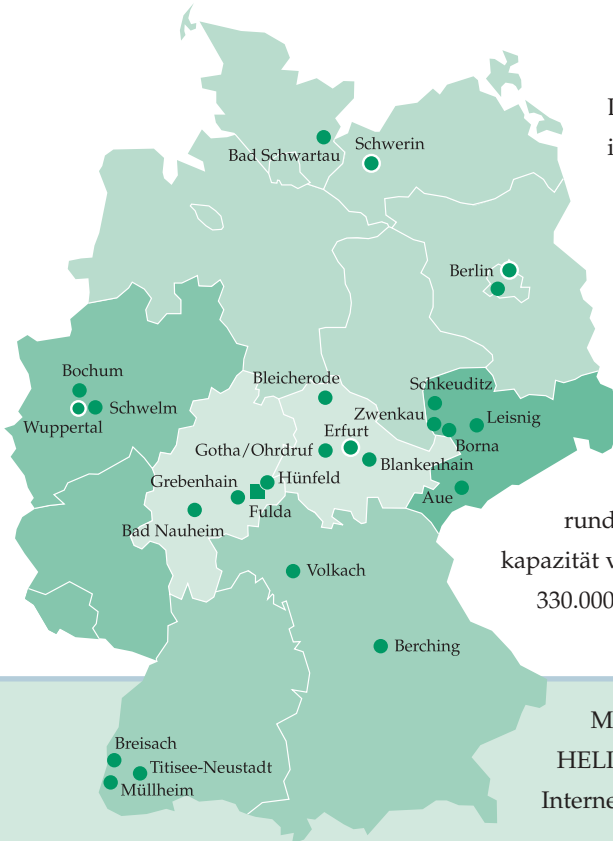 Schwerin
Bad Schwartau
Berlin
Bochum
Bleicherode
Schkeuditz
Schwelm
Zwenkau
Leisnig
Wuppertal
Erfurt
Borna
Gotha/Ohrdruf
Blankenhain
Grebenhain
Hünfeld
Aue
Fulda
Bad Nauheim
rund
kapazität
Volkach
330.000
Berching
HELI
Interne
Breisach
Titisee-Neustadt
Müllheim